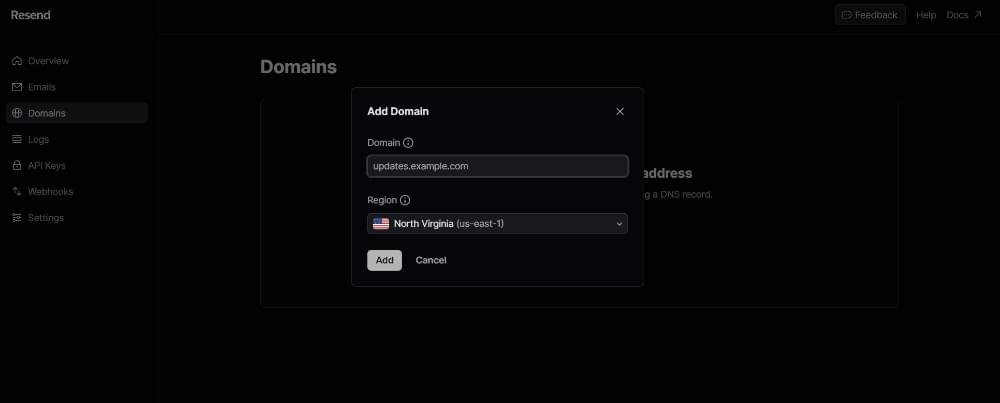 Resend
Feedback
Help
Docs
Overview
Emails
Domains
Logs
API Keys
Webhooks
Settings
Domains
address
g a DNS record.
Add Domain
Domain
updates.example.com
Region
North Virginia (us-east-1)
Add
Cancel